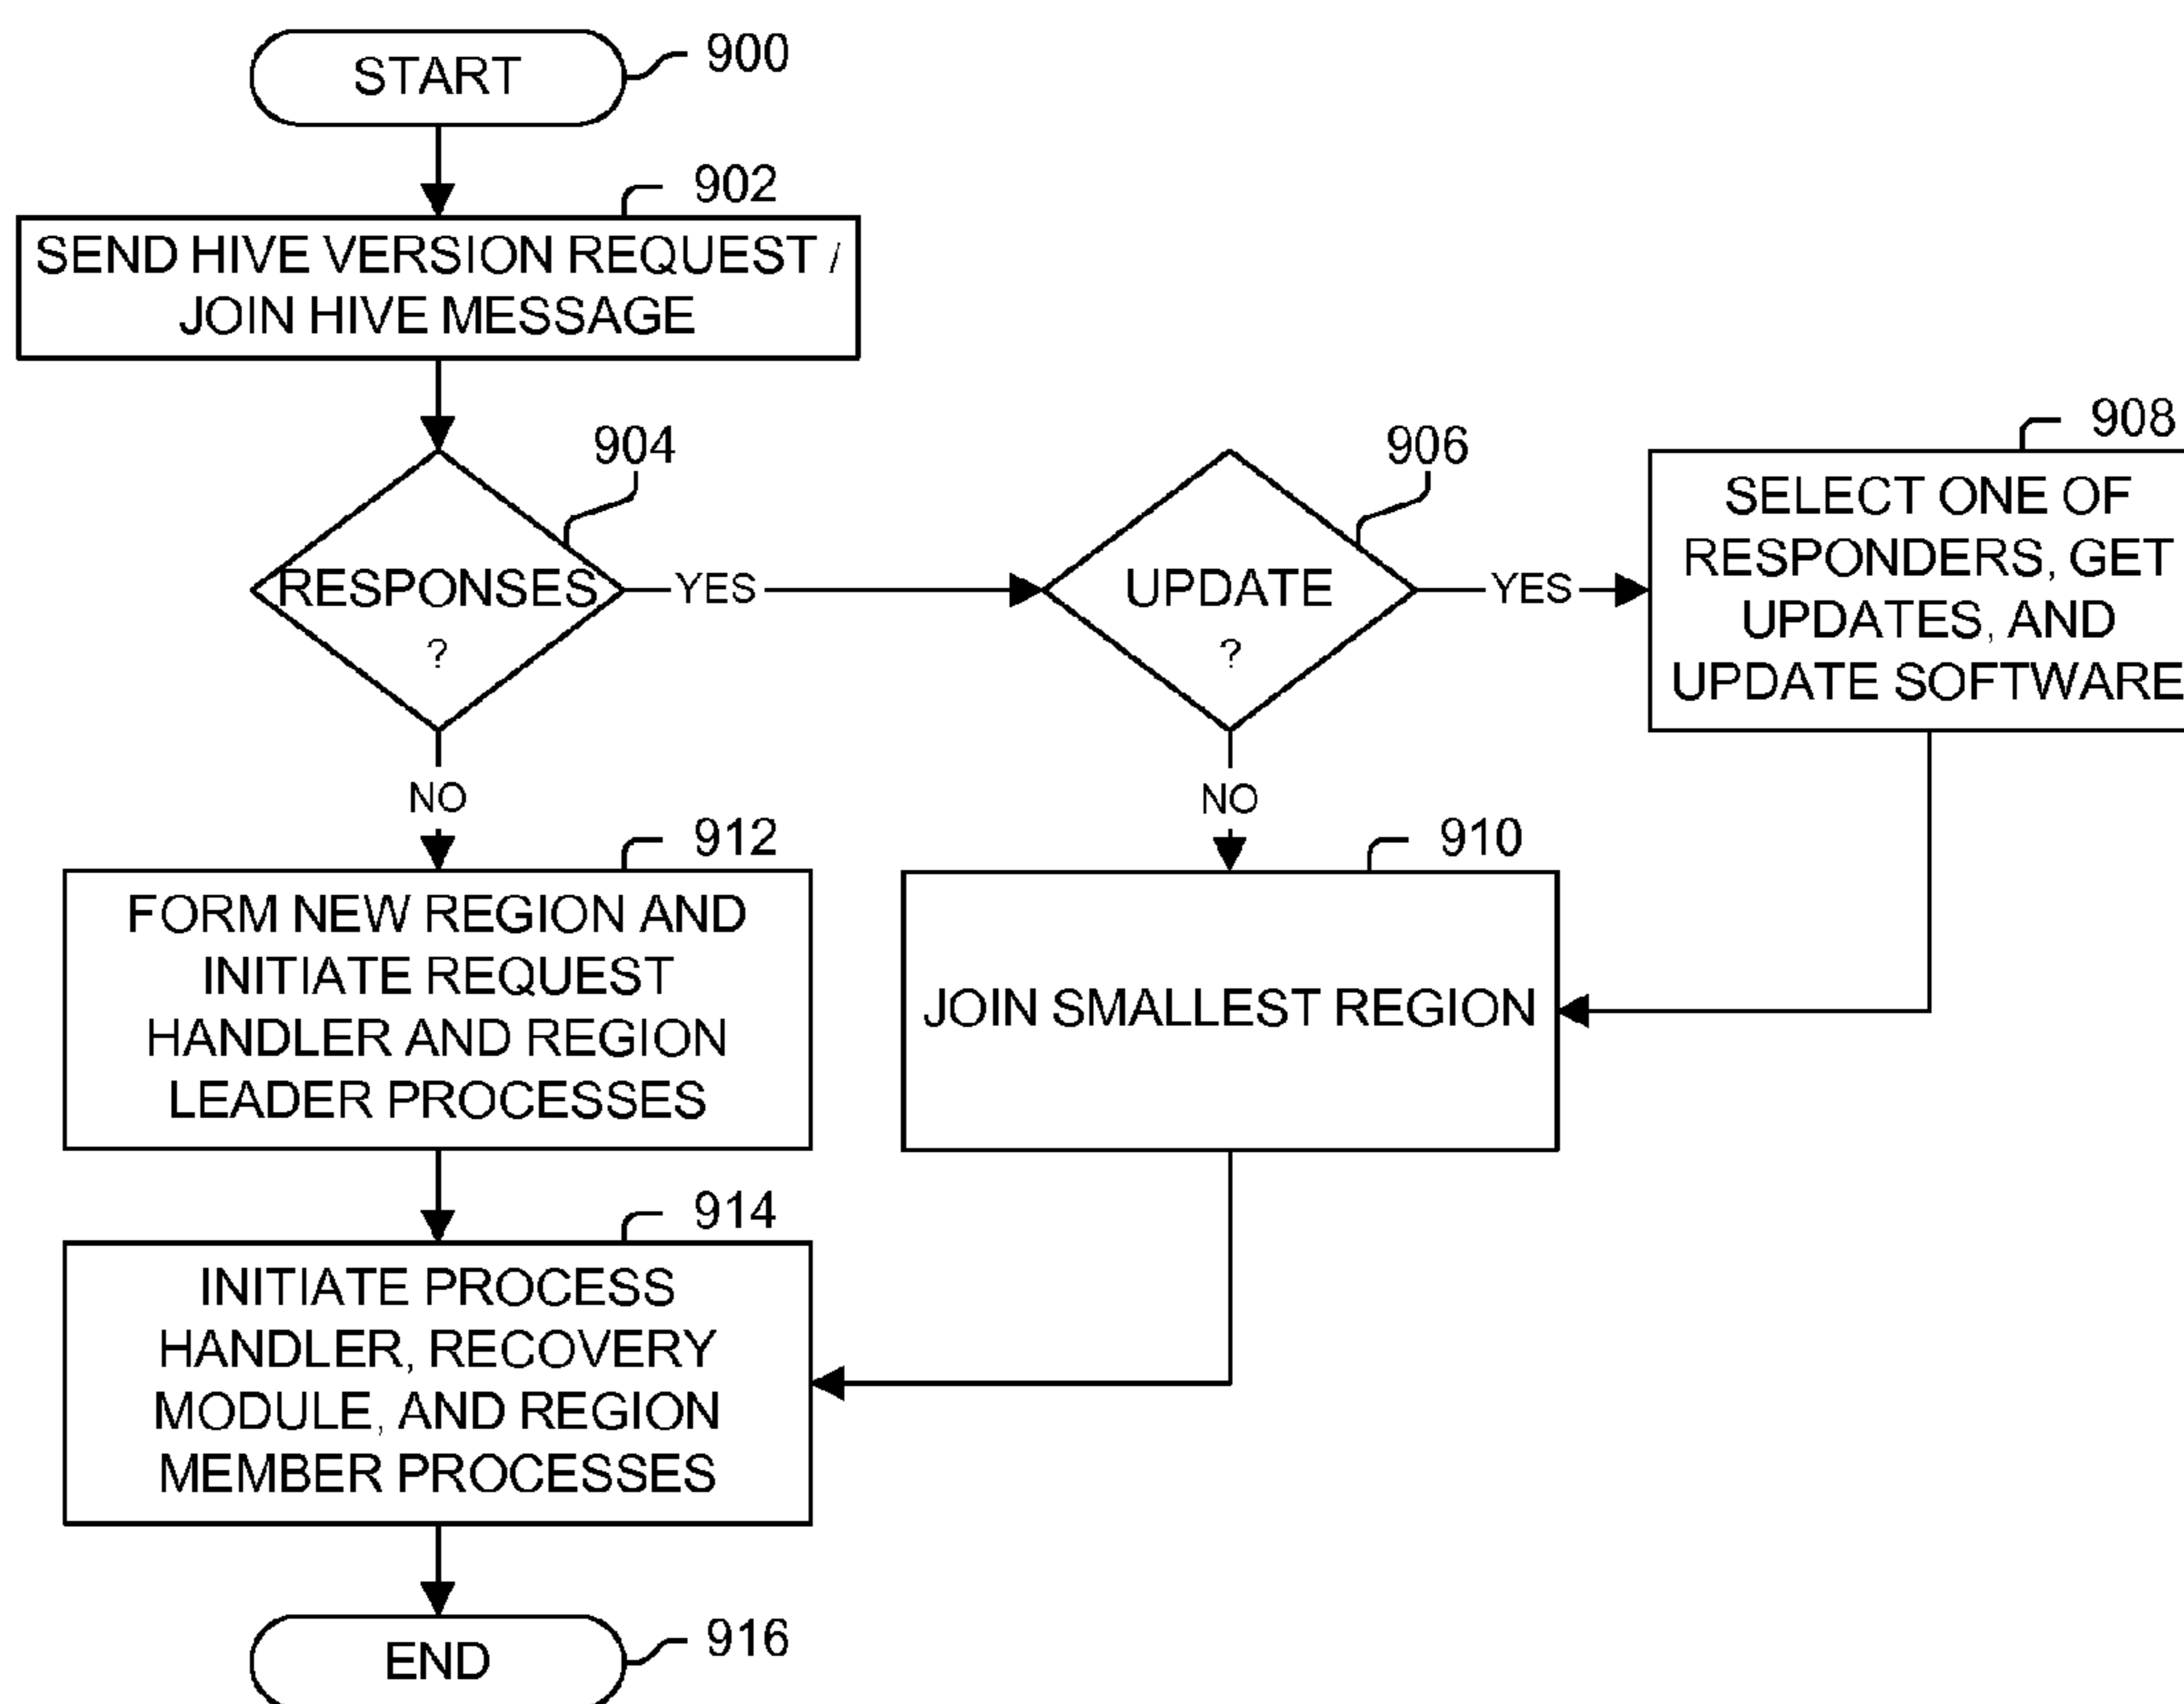 START
900
902
SEND HIVE VERSION REQUEST /
JOIN HIVE MESSAGE
904
RESPONSES
?
YES
906
UPDATE
?
YES
908
SELECT ONE OF
RESPONDERS, GET
UPDATES, AND
UPDATE SOFTWARE
NO
NO
912
FORM NEW REGION AND
INITIATE REQUEST
HANDLER AND REGION
LEADER PROCESSES
910
JOIN SMALLEST REGION
914
INITIATE PROCESS
HANDLER, RECOVERY
MODULE, AND REGION
MEMBER PROCESSES
END
916